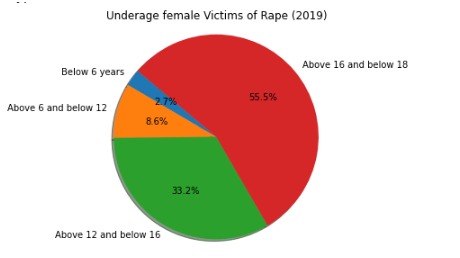 Underage female Victims of Rape (2019)
Above 16 and below 18
Below 6 years
55.5%
2.7%
Above 6 and below 12
8.6%
33.2%
Above 12 and below 16